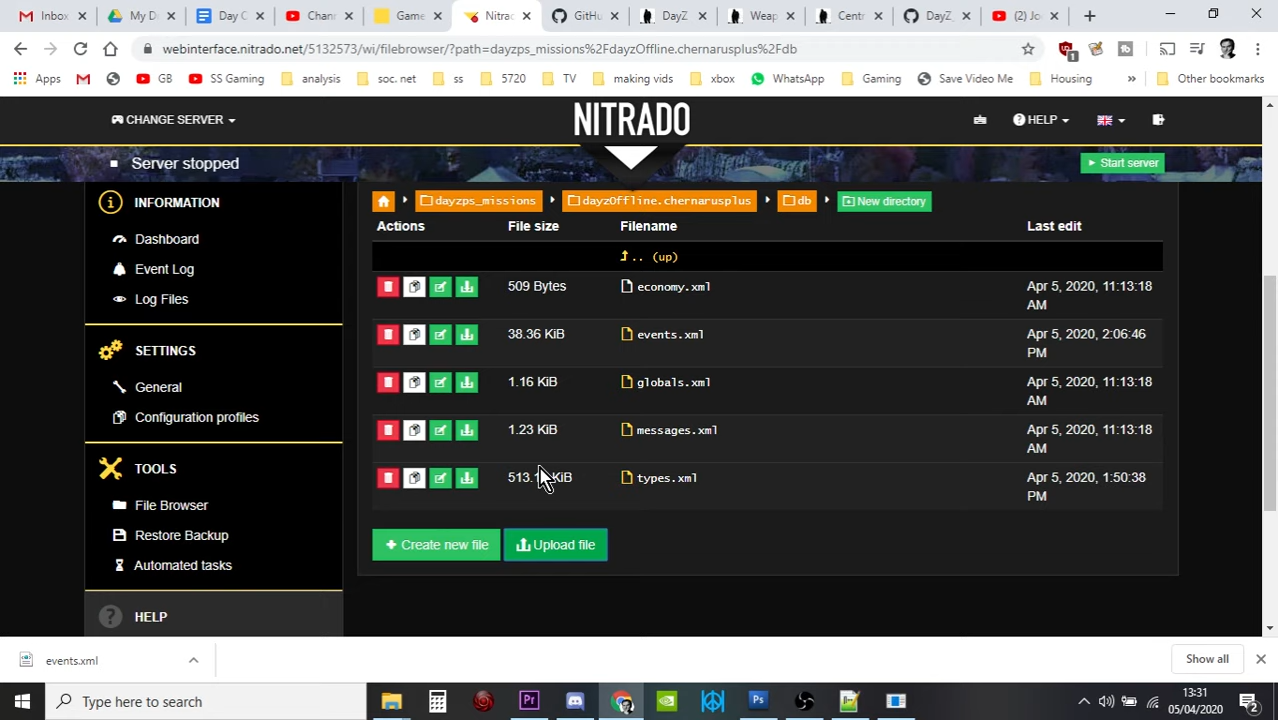 Inbox
My D
Day C
Chann
Game
Nitrac
GitHu
DayZ
Weap
Centr
DayZ_
(2) Jo
webinterface.nitrado.net/5132573/wi/filebrowser/?path=dayzps_missions%2FdayzOffline.chernarusplus%2Fdb
Apps
GB
SS Gaming
analysis
soc. net
ss
5720
TV
making vids
xbox
WhatsApp
Gaming
Save Video Me
Housing
»
Other bookmarks
CHANGE SERVER
NITRADO
HELP
Server stopped
Start server
INFORMATION
Dashboard
Event Log
Log Files
SETTINGS
General
Configuration profiles
TOOLS
File Browser
Restore Backup
Automated tasks
HELP
dayzps_missions
dayzOffline.chernarusplus
db
New directory
Actions File size Filename Last edit
.. (up)
509 Bytes economy.xml Apr 5, 2020, 11:13:18 AM
38.36 KiB events.xml Apr 5, 2020, 2:06:46 PM
1.16 KiB globals.xml Apr 5, 2020, 11:13:18 AM
1.23 KiB messages.xml Apr 5, 2020, 11:13:18 AM
KiB types.xml Apr 5, 2020, 1:50:38 PM
+ Create new file
Upload file
events.xml
Show all
Type here to search
13:31
05/04/2020